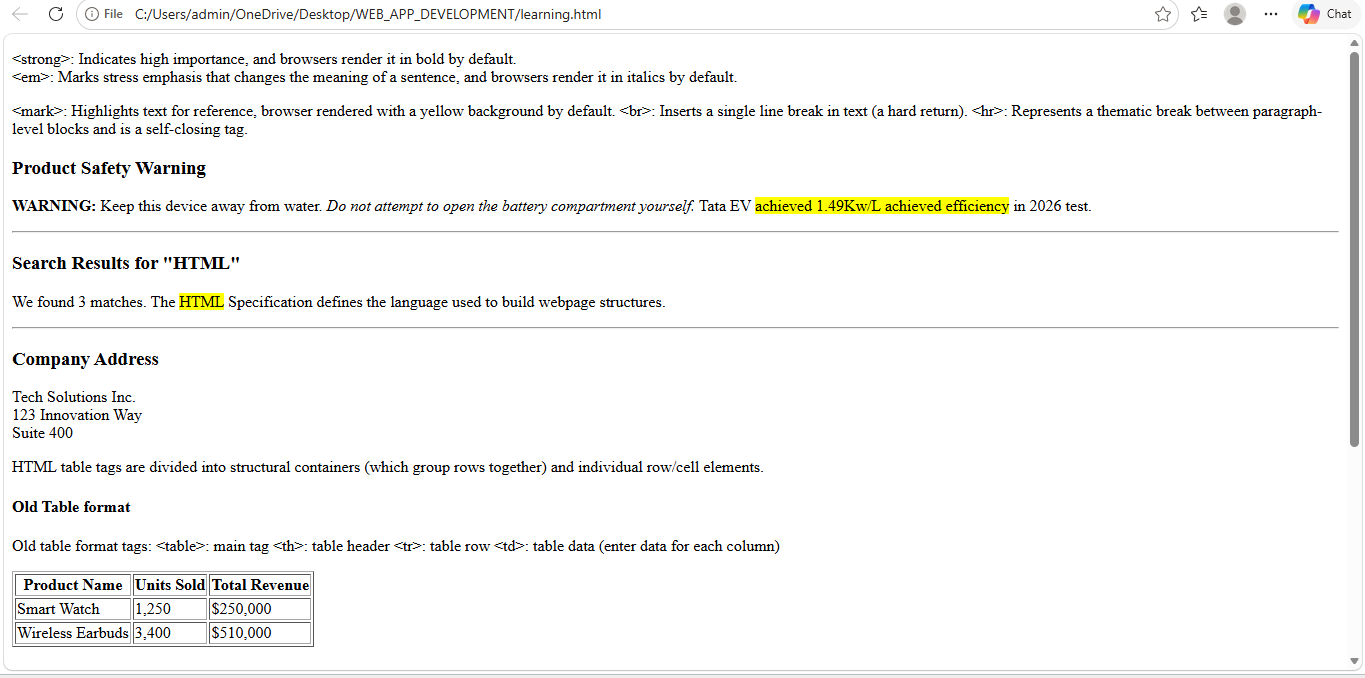 File C:/Users/admin/OneDrive/Desktop/WEB_APP_DEVELOPMENT/learning.html
Chat
<strong>: Indicates high importance, and browsers render it in bold by default.
<em>: Marks stress emphasis that changes the meaning of a sentence, and browsers render it in italics by default.
<mark>: Highlights text for reference, browser rendered with a yellow background by default. <br>: Inserts a single line break in text (a hard return). <hr>: Represents a thematic break between paragraph-
level blocks and is a self-closing tag.
Product Safety Warning
WARNING: Keep this device away from water. Do not attempt to open the battery compartment yourself. Tata EV achieved 1.49Kw/L achieved efficiency in 2026 test.
Search Results for "HTML"
We found 3 matches. The HTML Specification defines the language used to build webpage structures.
Company Address
Tech Solutions Inc.
123 Innovation Way
Suite 400
HTML table tags are divided into structural containers (which group rows together) and individual row/cell elements.
Old Table format
Old table format tags: <table>: main tag <th>: table header <tr>: table row <td>: table data (enter data for each column)
Product Name Units Sold Total Revenue
Smart Watch 1,250 $250,000
Wireless Earbuds 3,400 $510,000